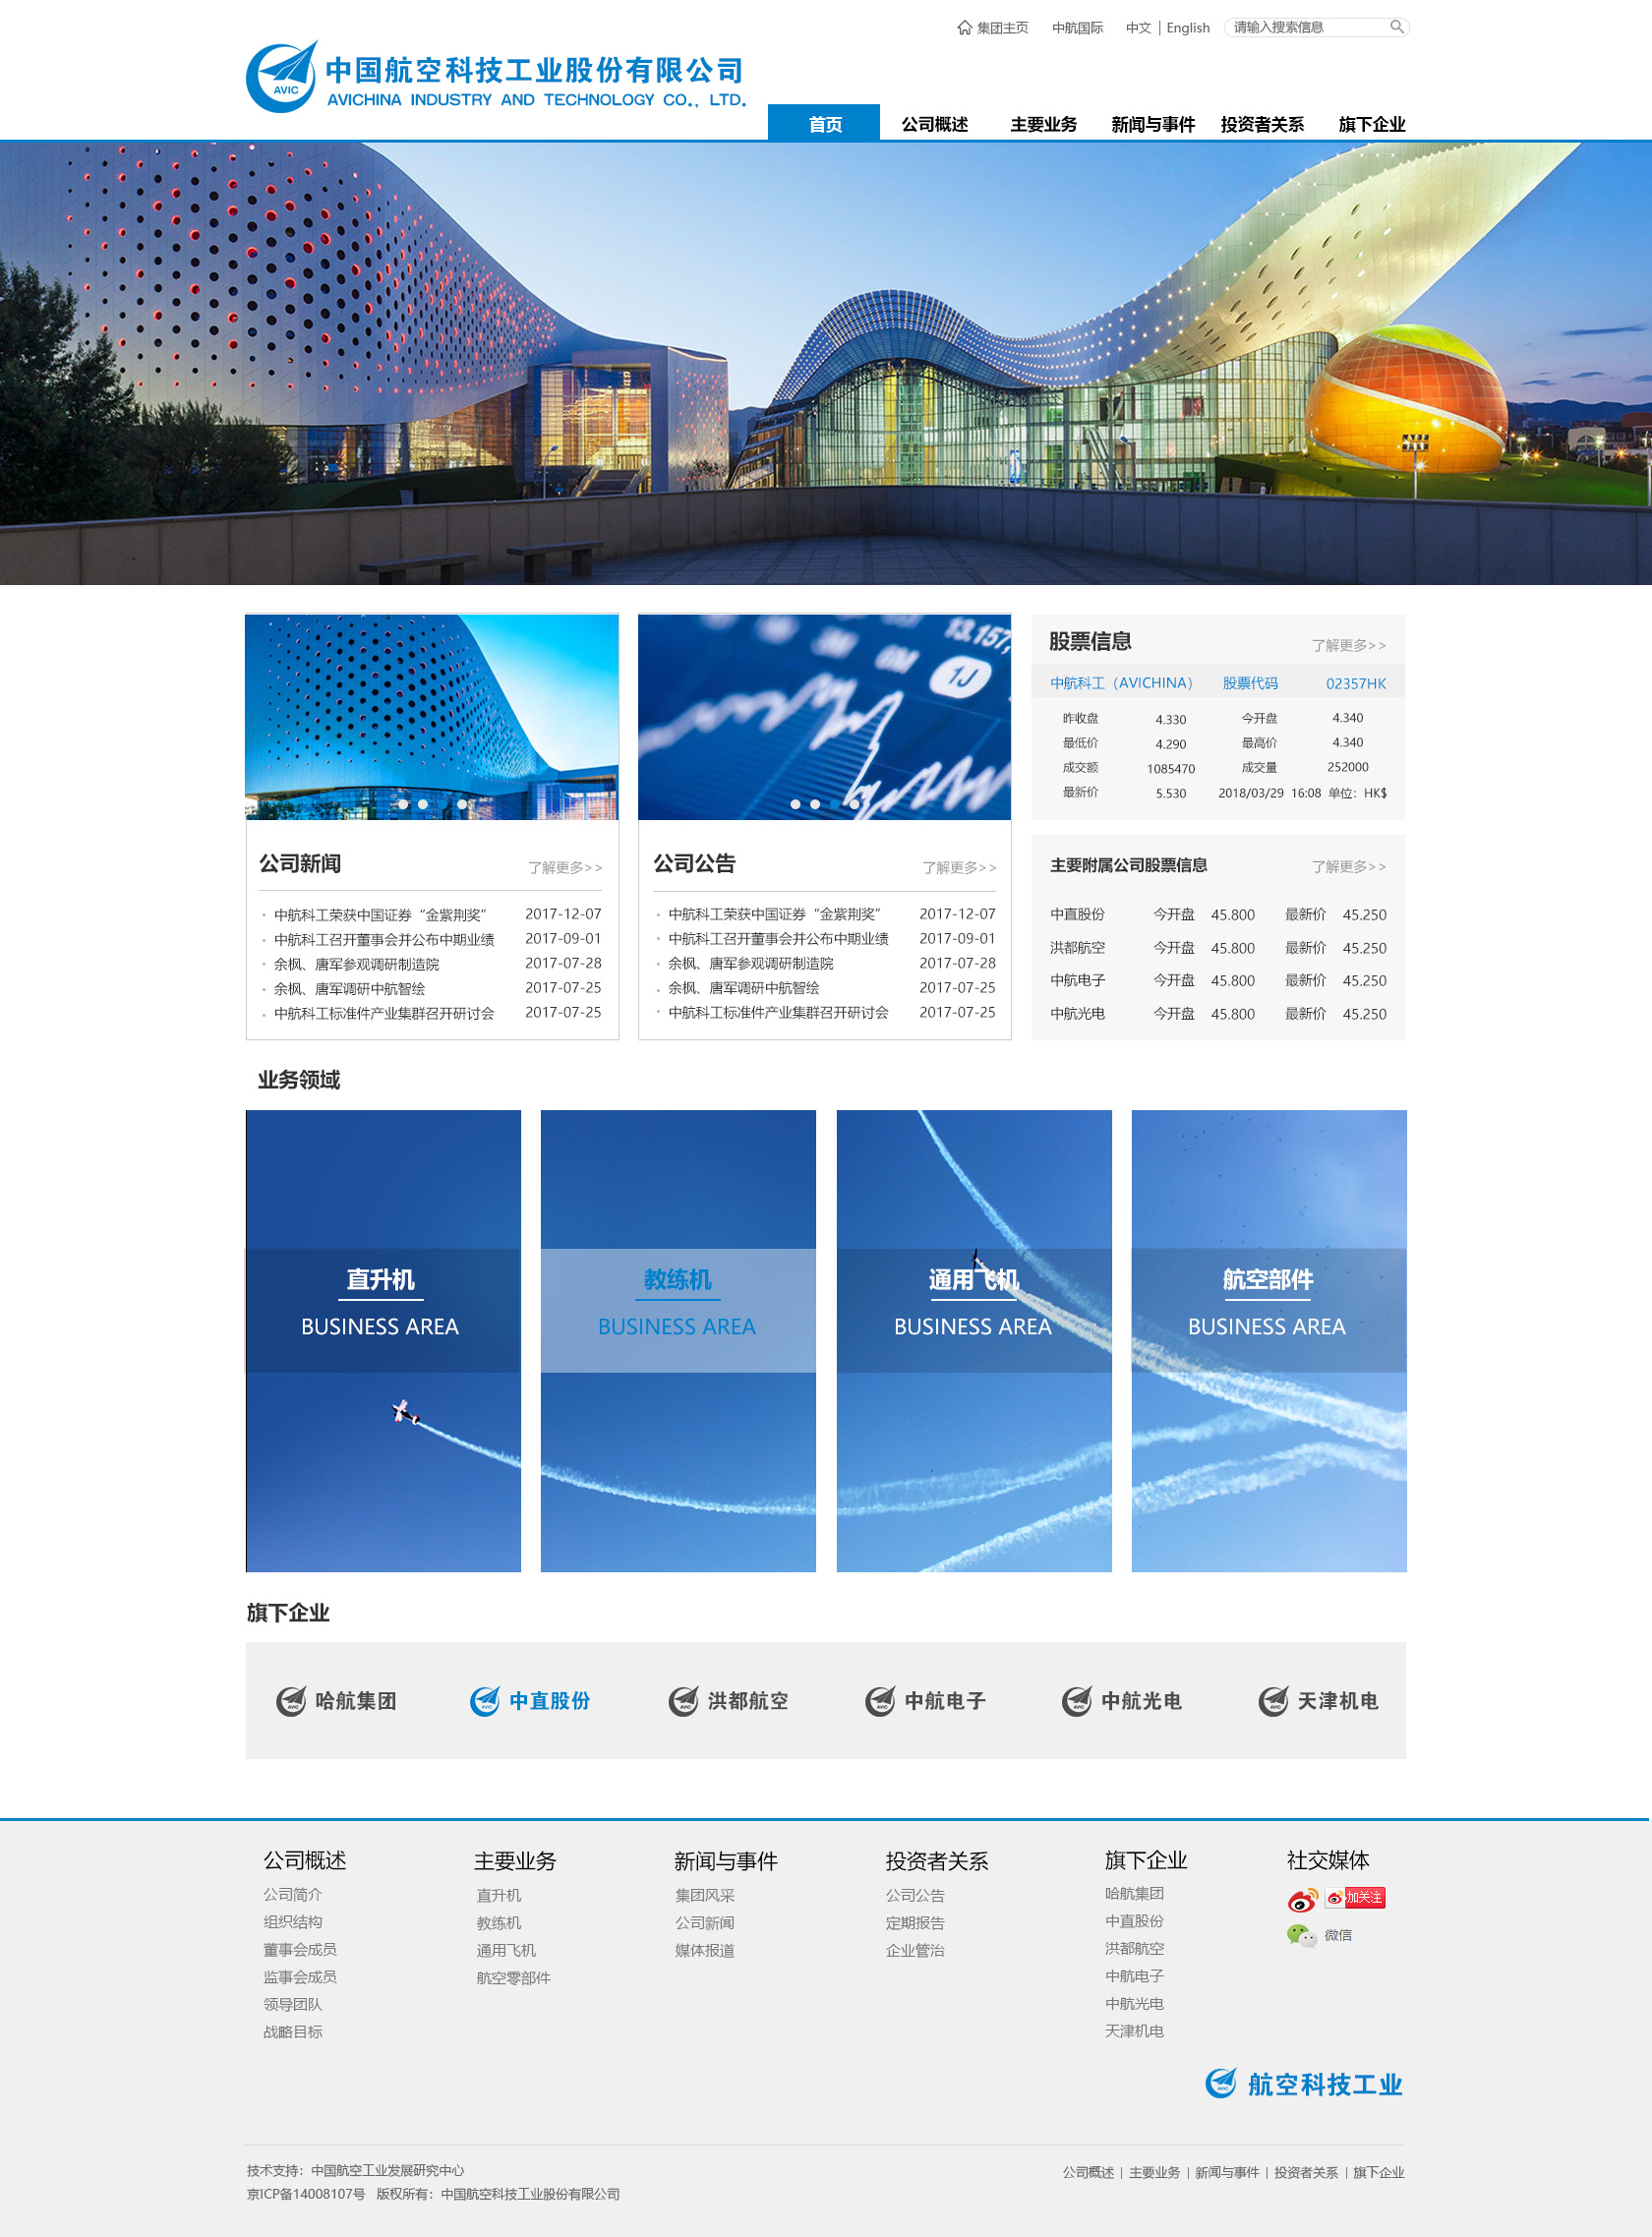 集团主页 中航国际 中文 | English 请输入搜索信息
AVIC
中国航空科技工业股份有限公司
AVICHINA INDUSTRY AND TECHNOLOGY CO., LTD.
首页 公司概述 主要业务 新闻与事件 投资者关系 旗下企业
13,157,
1J
公司新闻 了解更多>>
中航科工荣获中国证券“金紫荆奖” 2017-12-07
中航科工召开董事会并公布中期业绩 2017-09-01
余枫、唐军参观调研制造院 2017-07-28
余枫、唐军调研中航智绘 2017-07-25
中航科工标准件产业集群召开研讨会 2017-07-25
公司公告 了解更多>>
中航科工荣获中国证券“金紫荆奖” 2017-12-07
中航科工召开董事会并公布中期业绩 2017-09-01
余枫、唐军参观调研制造院 2017-07-28
余枫、唐军调研中航智绘 2017-07-25
中航科工标准件产业集群召开研讨会 2017-07-25
股票信息 了解更多>>
中航科工（AVICHINA） 股票代码 02357HK
昨收盘 4.330 今开盘 4.340
最低价 4.290 最高价 4.340
成交额 1085470 成交量 252000
最新价 5.530 2018/03/29 16:08 单位：HK$
主要附属公司股票信息 了解更多>>
中直股份 今开盘 45.800 最新价 45.250
洪都航空 今开盘 45.800 最新价 45.250
中航电子 今开盘 45.800 最新价 45.250
中航光电 今开盘 45.800 最新价 45.250
业务领域
直升机
BUSINESS AREA
教练机
BUSINESS AREA
通用飞机
BUSINESS AREA
航空部件
BUSINESS AREA
旗下企业
AVIC 哈航集团 AVIC 中直股份 AVIC 洪都航空 AVIC 中航电子 AVIC 中航光电 AVIC 天津机电
公司概述
公司简介
组织结构
董事会成员
监事会成员
领导团队
战略目标
主要业务
直升机
教练机
通用飞机
航空零部件
新闻与事件
集团风采
公司新闻
媒体报道
投资者关系
公司公告
定期报告
企业管治
旗下企业
哈航集团
中直股份
洪都航空
中航电子
中航光电
天津机电
社交媒体
加关注
微信
AVIC 航空科技工业
技术支持：中国航空工业发展研究中心
京ICP备14008107号 版权所有：中国航空科技工业股份有限公司
公司概述 | 主要业务 | 新闻与事件 | 投资者关系 | 旗下企业